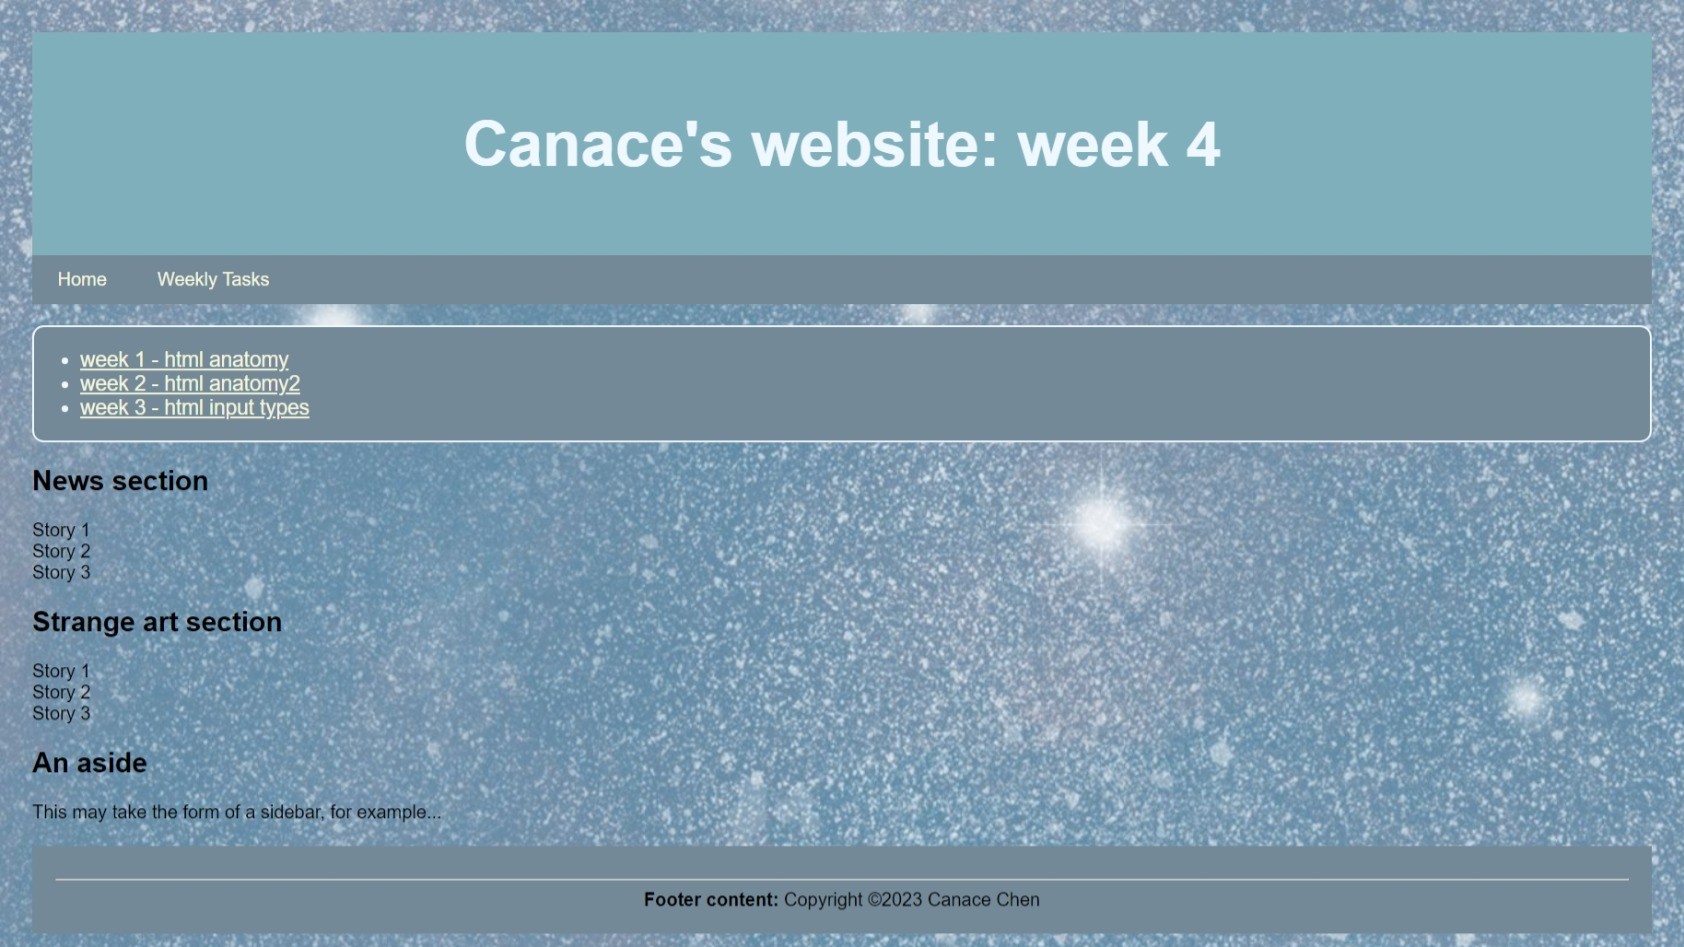 Canace's website: week 4
Home Weekly Tasks
week 1 - html anatomy
week 2 - html anatomy2
week 3 - html input types
News section
Story 1
Story 2
Story 3
Strange art section
Story 1
Story 2
Story 3
An aside
This may take the form of a sidebar, for example...
Footer content: Copyright ©2023 Canace Chen